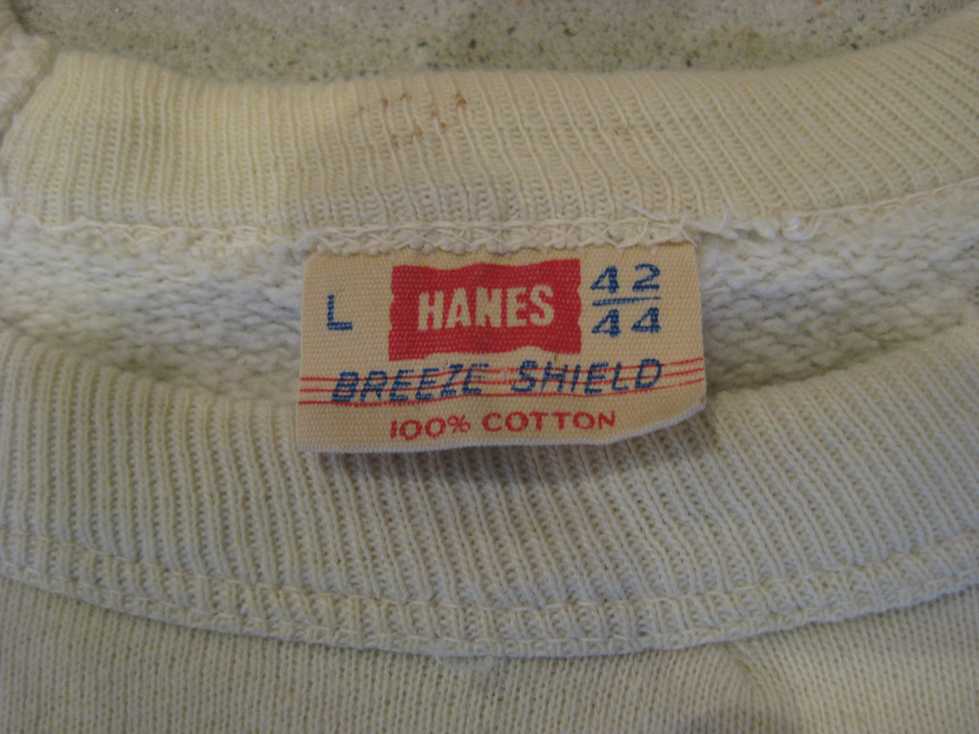 L HANES 42/44
BREEZE SHIELD
100% COTTON